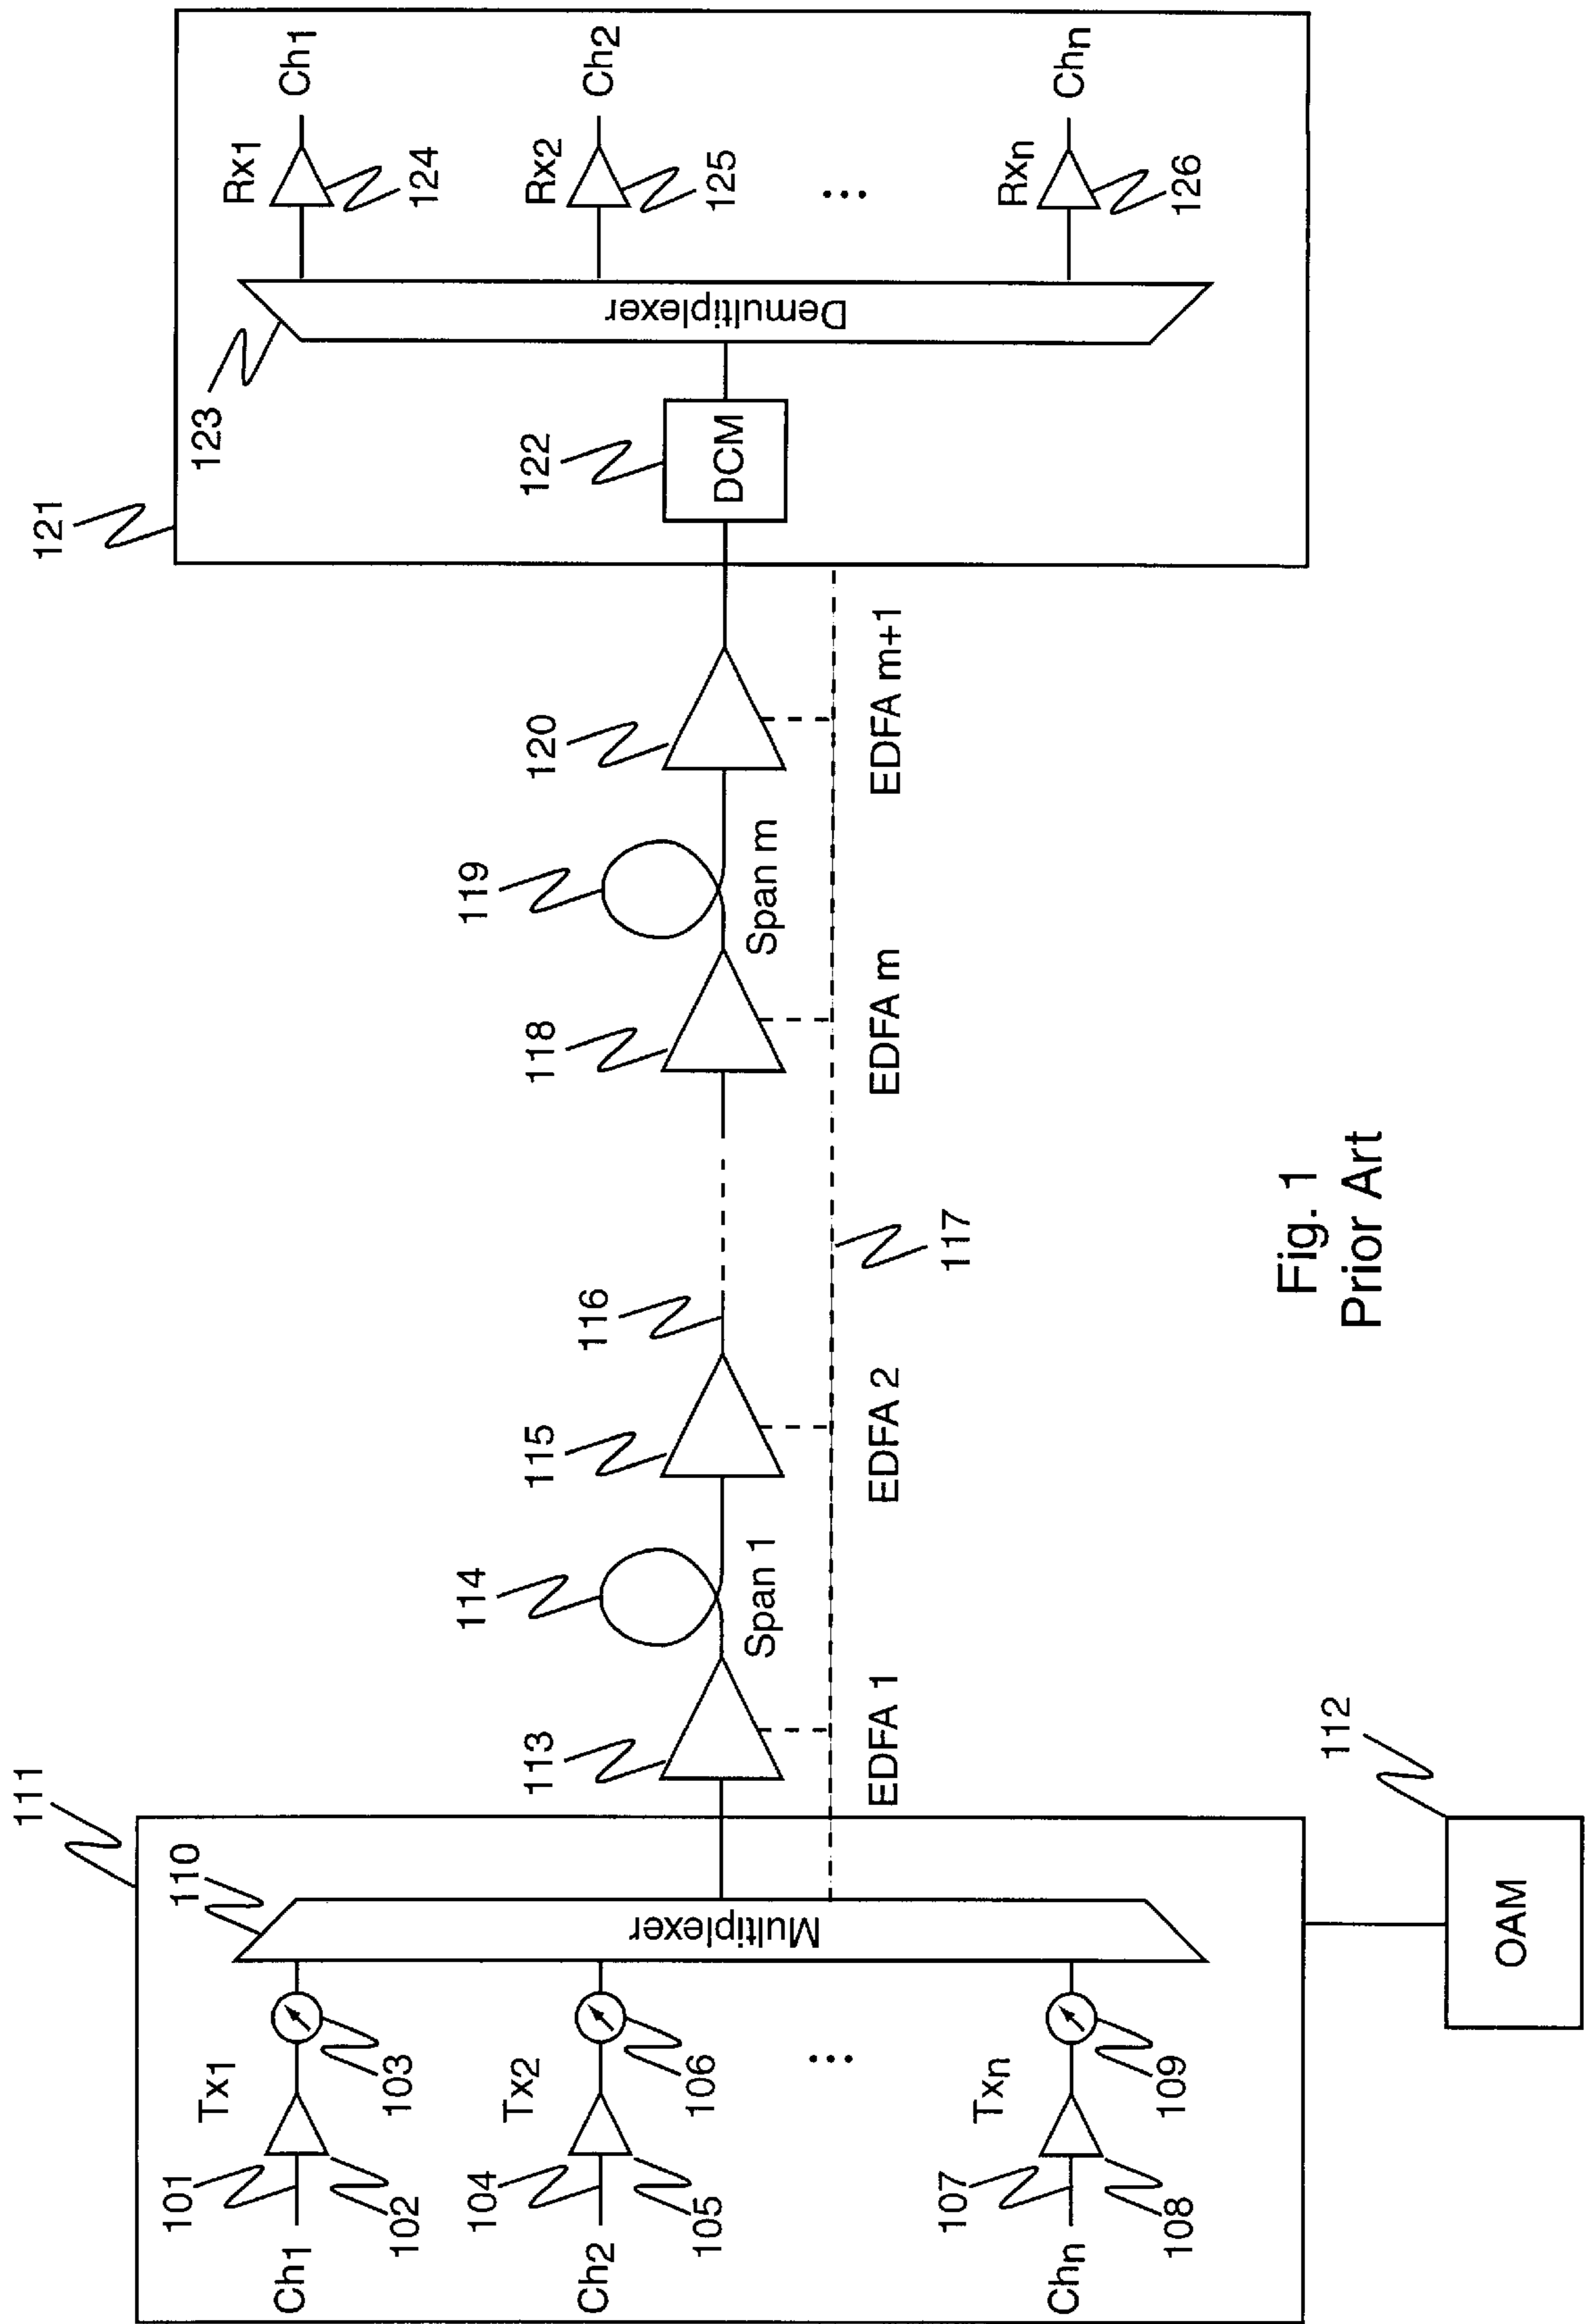 111
110
101
Ch1
Tx1
102
103
104
Ch2
Tx2
105
106
...
107
Chn
Txn
108
109
Multiplexer
OAM
112
113
EDFA 1
114
Span 1
115
EDFA 2
116
117
118
EDFA m
119
Span m
120
EDFA m+1
121
122
DCM
123
Demultiplexer
Rx1
Ch1
124
Rx2
Ch2
125
...
Rxn
Chn
126
Fig. 1
Prior Art